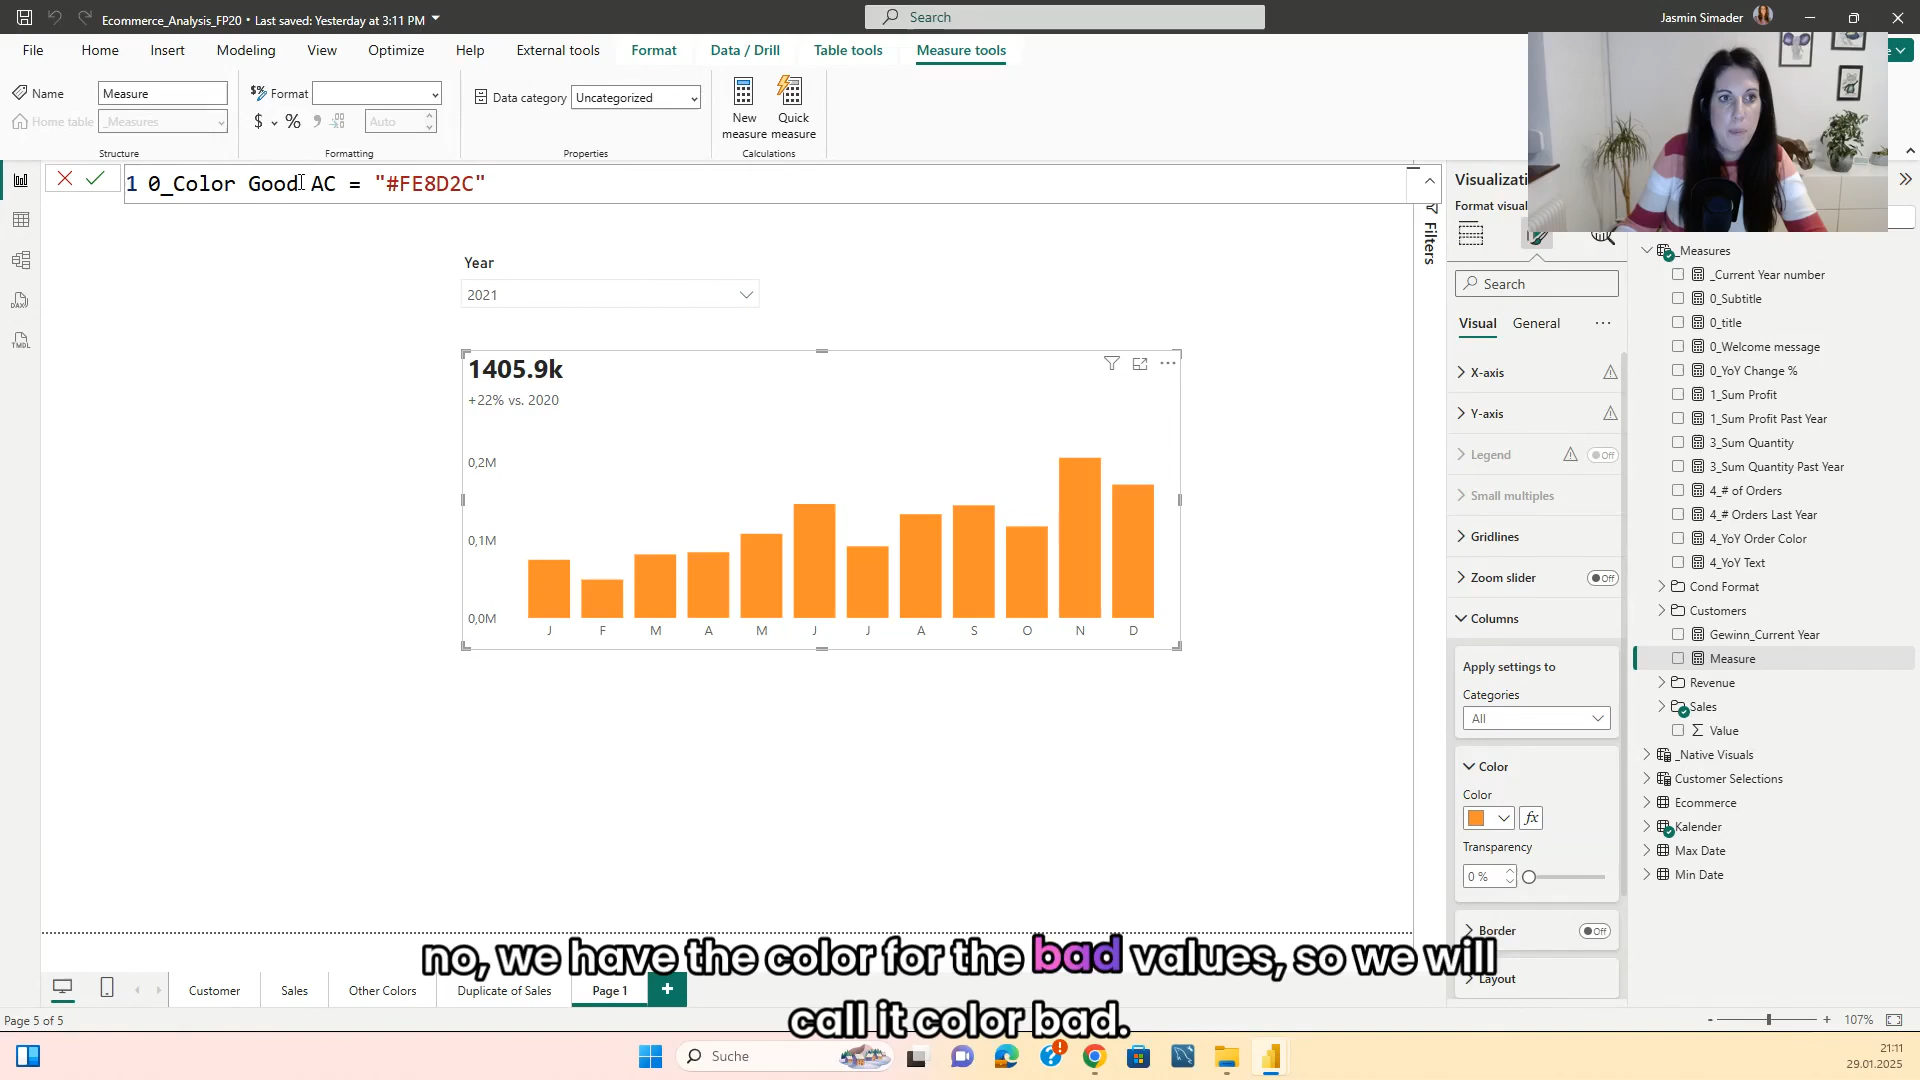 Ecommerce_Analysis_FP20 • Last saved: Yesterday at 3:11 PM
Search
Jasmin Simader
File
Home
Insert
Modeling
View
Optimize
Help
External tools
Format
Data / Drill
Table tools
Measure tools
Name
Measure
Home table
_Measures
Structure
Format
$
%
Auto
Formatting
Data category
Uncategorized
Properties
New measure
Quick measure
Calculations
1 0_Color Good AC = "#FE8D2C"
Year
2021
1405.9k
+22% vs. 2020
0,2M
0,1M
0,0M
J F M A M J J A S O N D
Filters
Format visual
Search
Visual
General
X-axis
Y-axis
Legend
Off
Small multiples
Gridlines
Zoom slider
Off
Columns
Apply settings to
Categories
All
Color
Color
fx
Transparency
0 %
Border
Off
Layout
_Measures
_Current Year number
0_Subtitle
0_title
0_Welcome message
0_YoY Change %
1_Sum Profit
1_Sum Profit Past Year
3_Sum Quantity
3_Sum Quantity Past Year
4_# of Orders
4_# Orders Last Year
4_YoY Order Color
4_YoY Text
Cond Format
Customers
Gewinn_Current Year
Measure
Revenue
Sales
Value
_Native Visuals
Customer Selections
Ecommerce
Kalender
Max Date
Min Date
no, we have the color for the bad values, so we will
call it color bad.
Customer
Sales
Other Colors
Duplicate of Sales
Page 1
Page 5 of 5
107%
Suche
21:11
29.01.2025